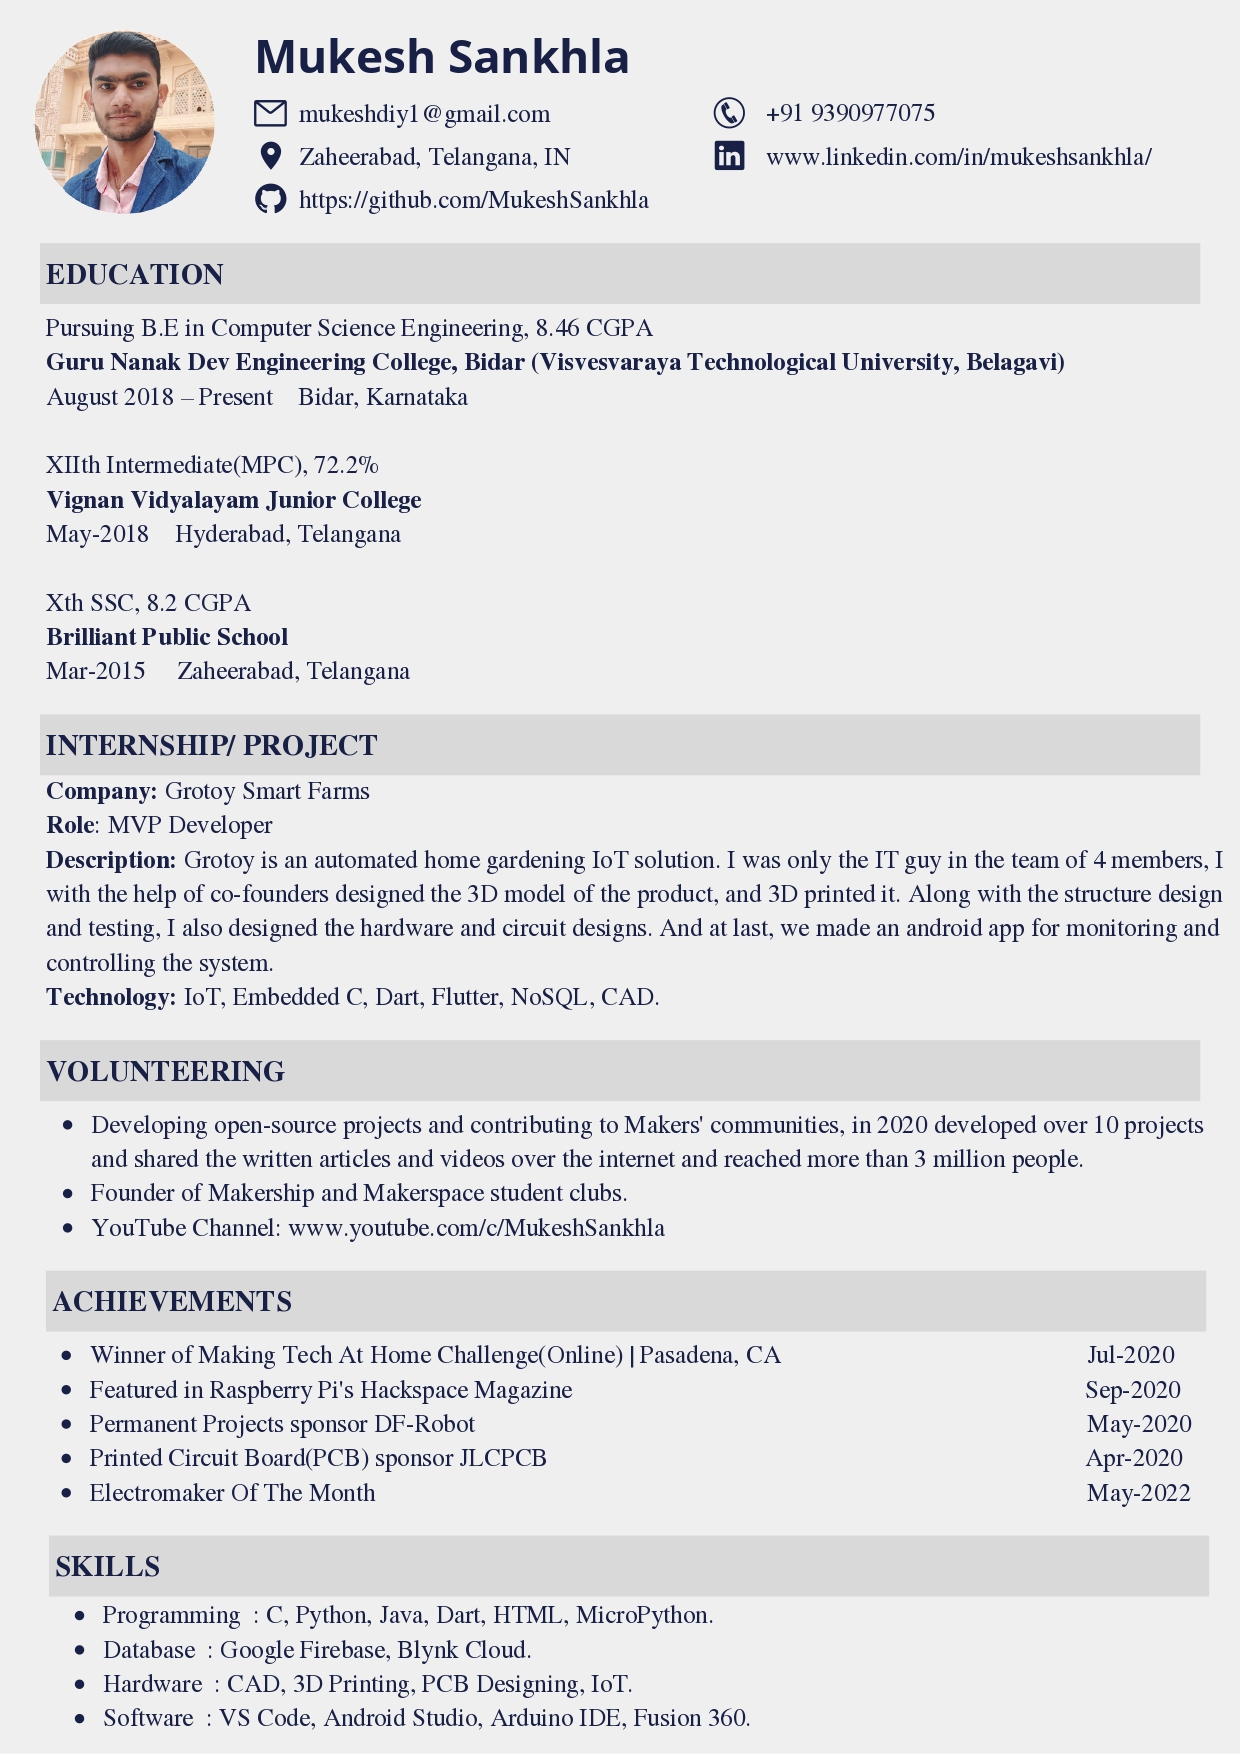 Mukesh Sankhla
mukeshdiy1@gmail.com
+91 9390977075
Zaheerabad, Telangana, IN
www.linkedin.com/in/mukeshsankhla/
https://github.com/MukeshSankhla
EDUCATION
Pursuing B.E in Computer Science Engineering, 8.46 CGPA
Guru Nanak Dev Engineering College, Bidar (Visvesvaraya Technological University, Belagavi)
August 2018 – Present    Bidar, Karnataka
XIIth Intermediate(MPC), 72.2%
Vignan Vidyalayam Junior College
May-2018    Hyderabad, Telangana
Xth SSC, 8.2 CGPA
Brilliant Public School
Mar-2015    Zaheerabad, Telangana
INTERNSHIP/ PROJECT
Company: Grotoy Smart Farms
Role: MVP Developer
Description: Grotoy is an automated home gardening IoT solution. I was only the IT guy in the team of 4 members, I
with the help of co-founders designed the 3D model of the product, and 3D printed it. Along with the structure design
and testing, I also designed the hardware and circuit designs. And at last, we made an android app for monitoring and
controlling the system.
Technology: IoT, Embedded C, Dart, Flutter, NoSQL, CAD.
VOLUNTEERING
• Developing open-source projects and contributing to Makers' communities, in 2020 developed over 10 projects
and shared the written articles and videos over the internet and reached more than 3 million people.
• Founder of Makership and Makerspace student clubs.
• YouTube Channel: www.youtube.com/c/MukeshSankhla
ACHIEVEMENTS
• Winner of Making Tech At Home Challenge(Online) | Pasadena, CA    Jul-2020
• Featured in Raspberry Pi's Hackspace Magazine    Sep-2020
• Permanent Projects sponsor DF-Robot    May-2020
• Printed Circuit Board(PCB) sponsor JLCPCB    Apr-2020
• Electromaker Of The Month    May-2022
SKILLS
• Programming : C, Python, Java, Dart, HTML, MicroPython.
• Database : Google Firebase, Blynk Cloud.
• Hardware : CAD, 3D Printing, PCB Designing, IoT.
• Software : VS Code, Android Studio, Arduino IDE, Fusion 360.